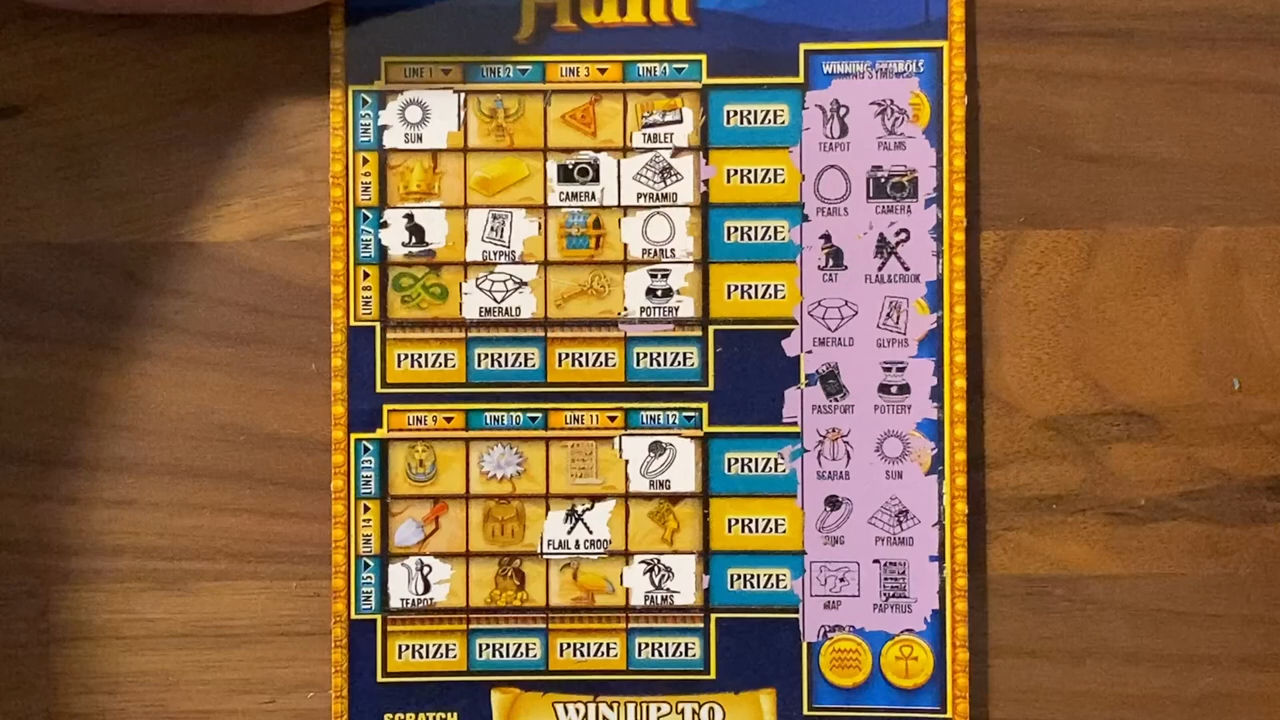 Hunt
LINE 1 LINE 2 LINE 3 LINE 4
WINNING SYMBOLS
LINE 5
SUN
TABLET
PRIZE
TEAPOT PALMS
LINE 6
CAMERA PYRAMID
PRIZE
PEARLS CAMERA
LINE 7
GLYPHS PEARLS
PRIZE
CAT FLAIL&CROOK
LINE 8
EMERALD POTTERY
PRIZE
EMERALD GLYPHS
PRIZE PRIZE PRIZE PRIZE
PASSPORT POTTERY
LINE 9 LINE 10 LINE 11 LINE 12
LINE 13
RING
PRIZE
SCARAB SUN
LINE 14
FLAIL & CROO
PRIZE
RING PYRAMID
LINE 15
TEAPOT PALMS
PRIZE
MAP PAPYRUS
PRIZE PRIZE PRIZE PRIZE
SCRATCH
WIN UP TO